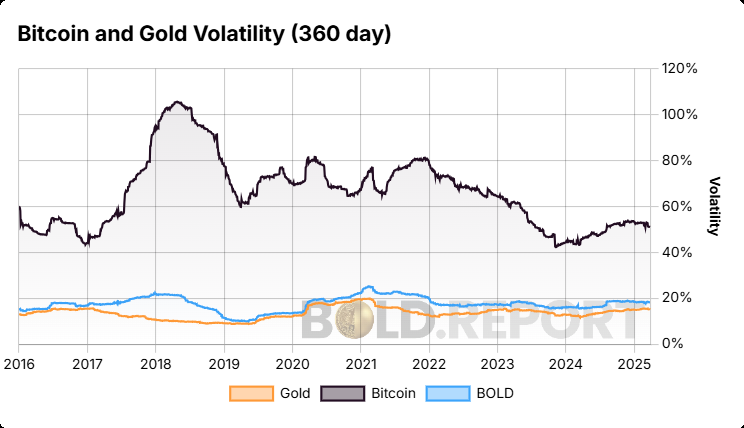 Bitcoin and Gold Volatility (360 day)
120%
100%
80%
60%
40%
20%
0%
Volatility
BOLD.REPORT
2016 2017 2018 2019 2020 2021 2022 2023 2024 2025
Gold Bitcoin BOLD